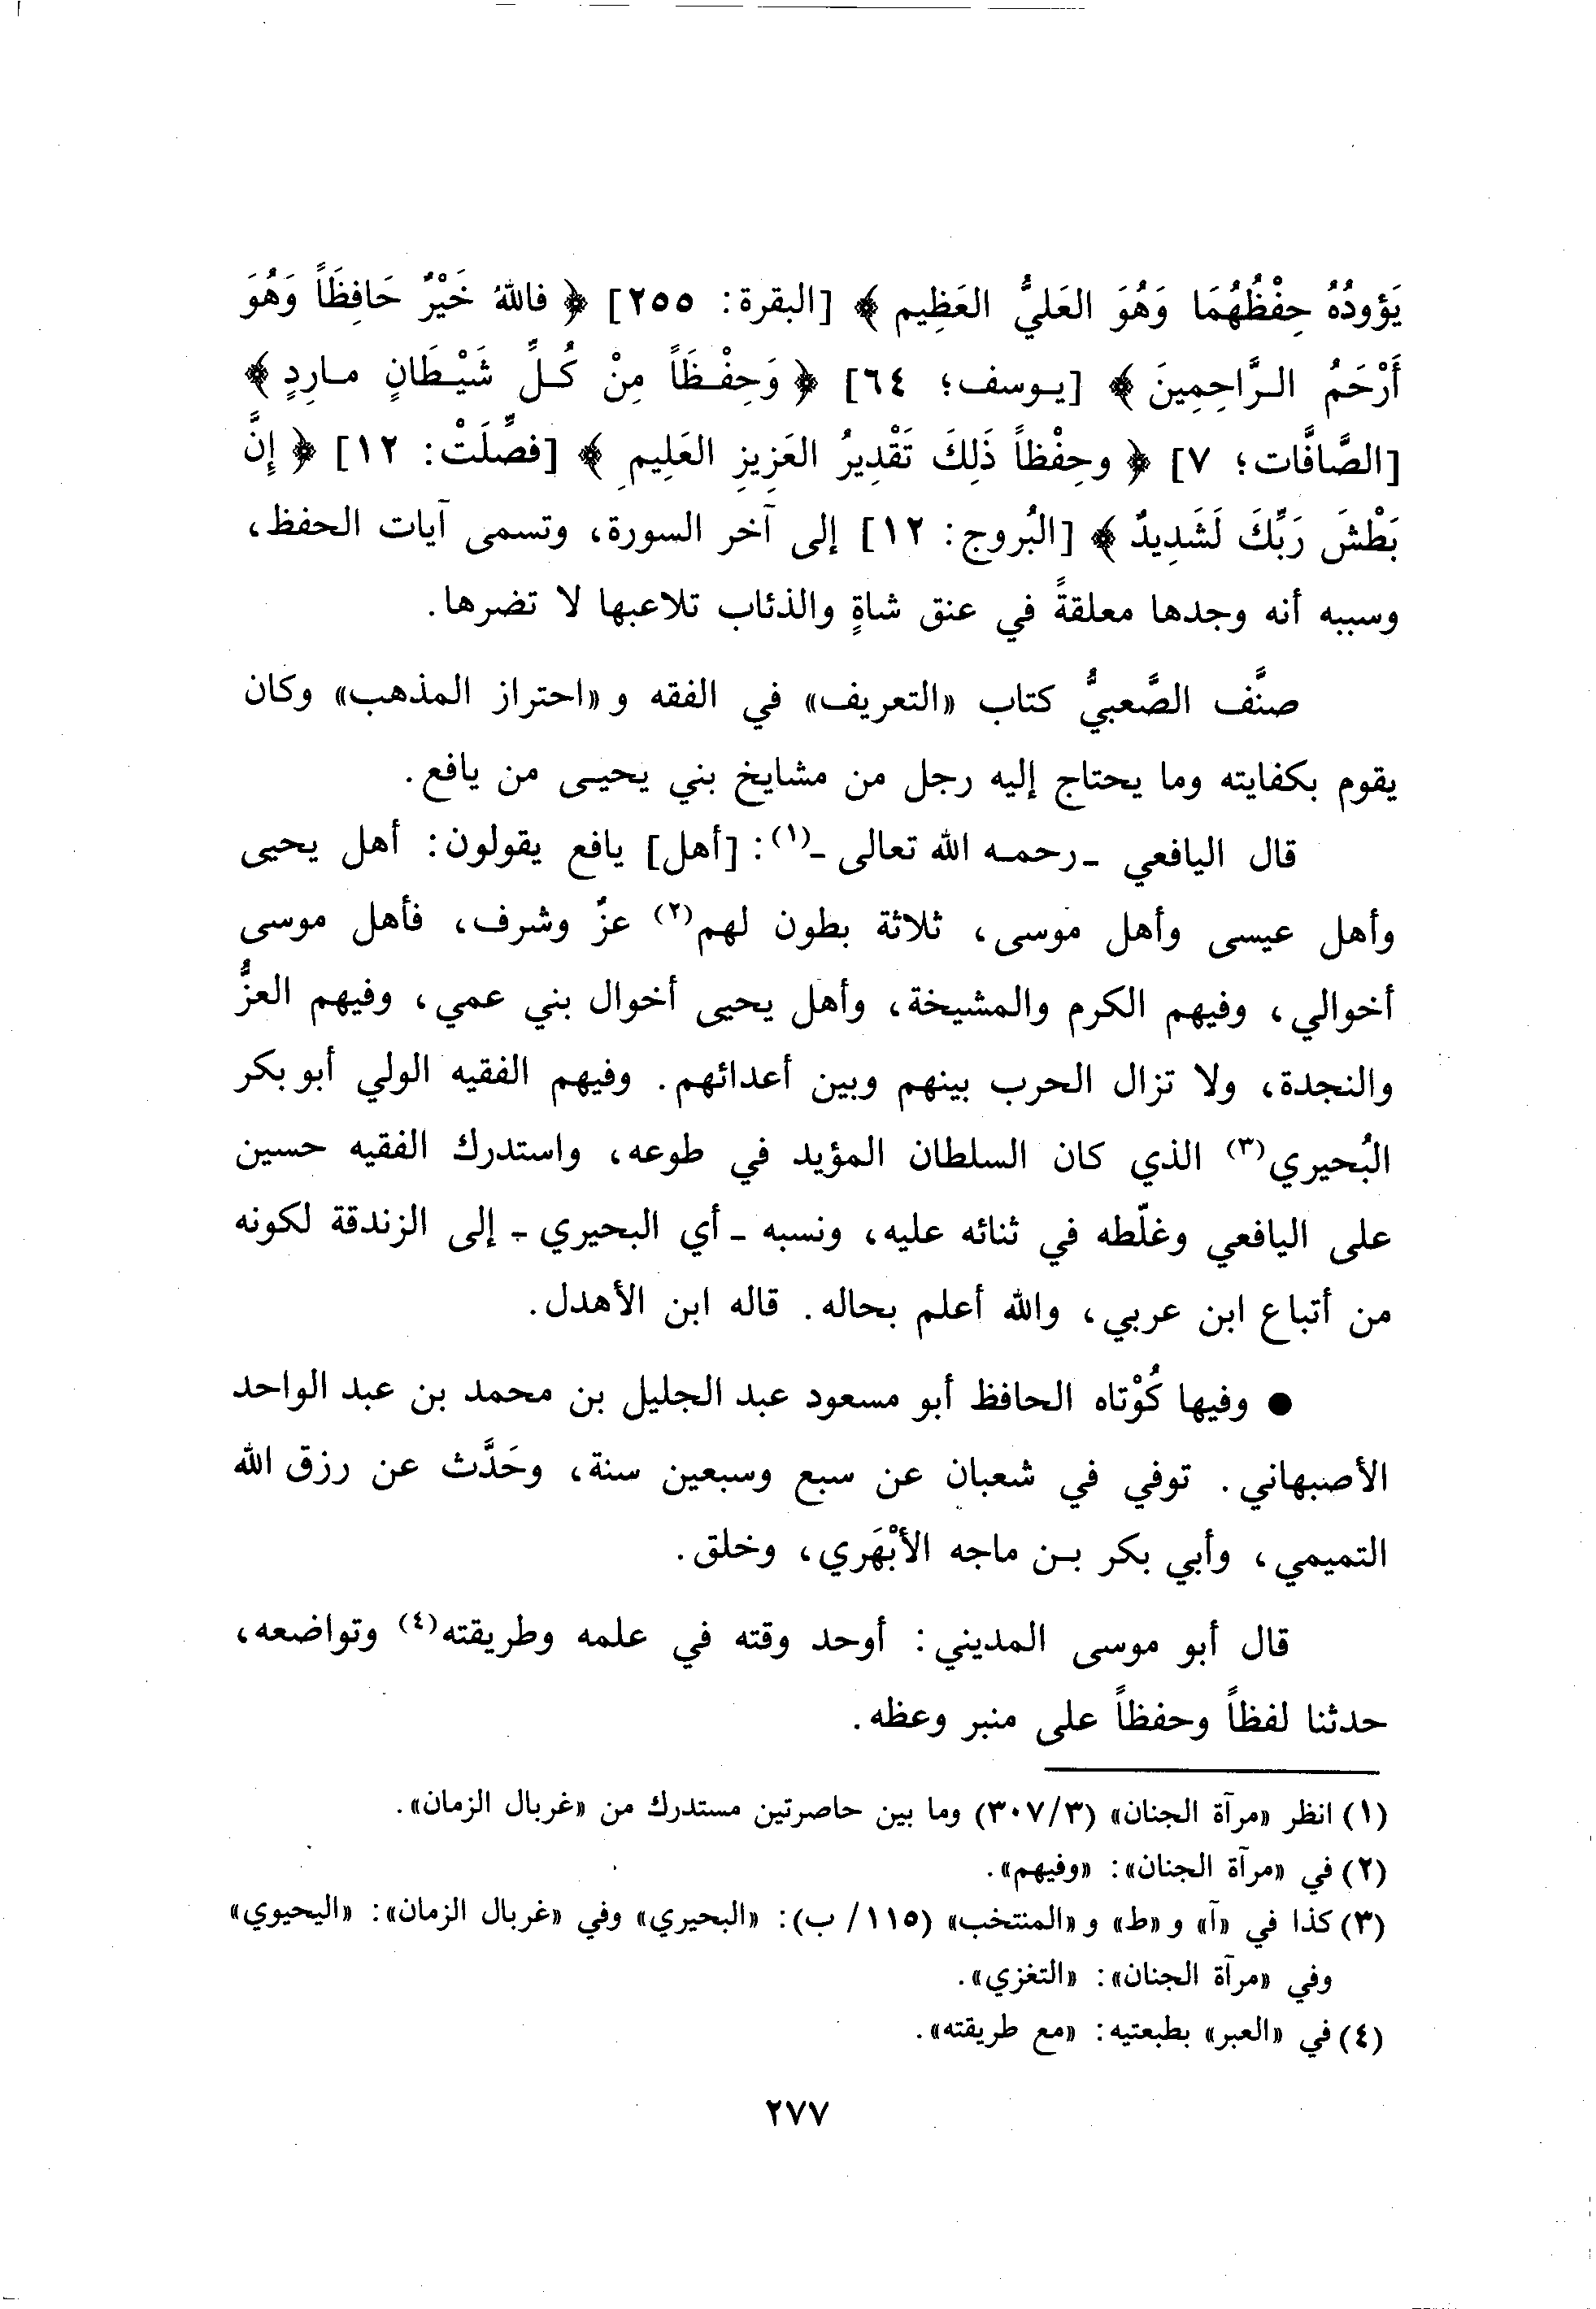 يَؤودُهُ حِفْظُهُمَا وَهُوَ العَليُّ العَظِيم ﴾ [البقرة: ٢٥٥] ﴿ فاللهُ خَيْرٌ حَافِظَاً وَهُوَ
أَرْحَمُ الرَّاحِمِينَ ﴾ [يوسف؛ ٦٤] ﴿ وَحِفْظَاً مِنْ كُلِّ شَيْطَانٍ مارِدٍ ﴾
[الصَّافَّات؛ ٧] ﴿ وحِفْظاً ذَلِكَ تَقْدِيرُ العَزِيزِ العَلِيمِ ﴾ [فصِّلَتْ: ١٢] ﴿ إِنَّ
بَطْشَ رَبِّكَ لَشَدِيدٌ ﴾ [البُروج: ١٢] إلى آخر السورة، وتسمى آيات الحفظ،
وسببه أنه وجدها معلقةً في عنق شاةٍ والذئاب تلاعبها لا تضرها.
صنَّف الصَّعبيُّ كتاب «التعريف» في الفقه و «احتراز المذهب» وكان
يقوم بكفايته وما يحتاج إليه رجل من مشايخ بني يحيى من يافع.
قال اليافعي ـ رحمه الله تعالى ـ(١): [أهل] يافع يقولون: أهل يحيى
وأهل عيسى وأهل موسى، ثلاثة بطون لهم(٢) عزٌ وشرف، فأهل موسى
أخوالي، وفيهم الكرم والمشيخة، وأهل يحيى أخوال بني عمي، وفيهم العزُّ
والنجدة، ولا تزال الحرب بينهم وبين أعدائهم. وفيهم الفقيه الولي أبو بكر
البُحيري(٣) الذي كان السلطان المؤيد في طوعه، واستدرك الفقيه حسين
على اليافعي وغلّطه في ثنائه عليه، ونسبه ـ أي البحيري ـ إلى الزندقة لكونه
من أتباع ابن عربي، والله أعلم بحاله. قاله ابن الأهدل.
● وفيها كُوْتاه الحافظ أبو مسعود عبد الجليل بن محمد بن عبد الواحد
الأصبهاني. توفي في شعبان عن سبع وسبعين سنة، وحَدَّث عن رزق الله
التميمي، وأبي بكر بن ماجه الأبْهَري، وخلق.
قال أبو موسى المديني: أوحد وقته في علمه وطريقته(٤) وتواضعه،
حدثنا لفظاً وحفظاً على منبر وعظه.
(١) انظر «مرآة الجنان» (٣٠٧/٣) وما بين حاصرتين مستدرك من «غربال الزمان».
(٢) في «مرآة الجنان»: «وفيهم».
(٣) كذا في «آ» و «ط» و «المنتخب» (١١٥/ ب): «البحيري» وفي «غربال الزمان»: «اليحيوي»
وفي «مرآة الجنان»: «التغزي».
(٤) في «العبر» بطبعتيه: «مع طريقته».
٢٧٧